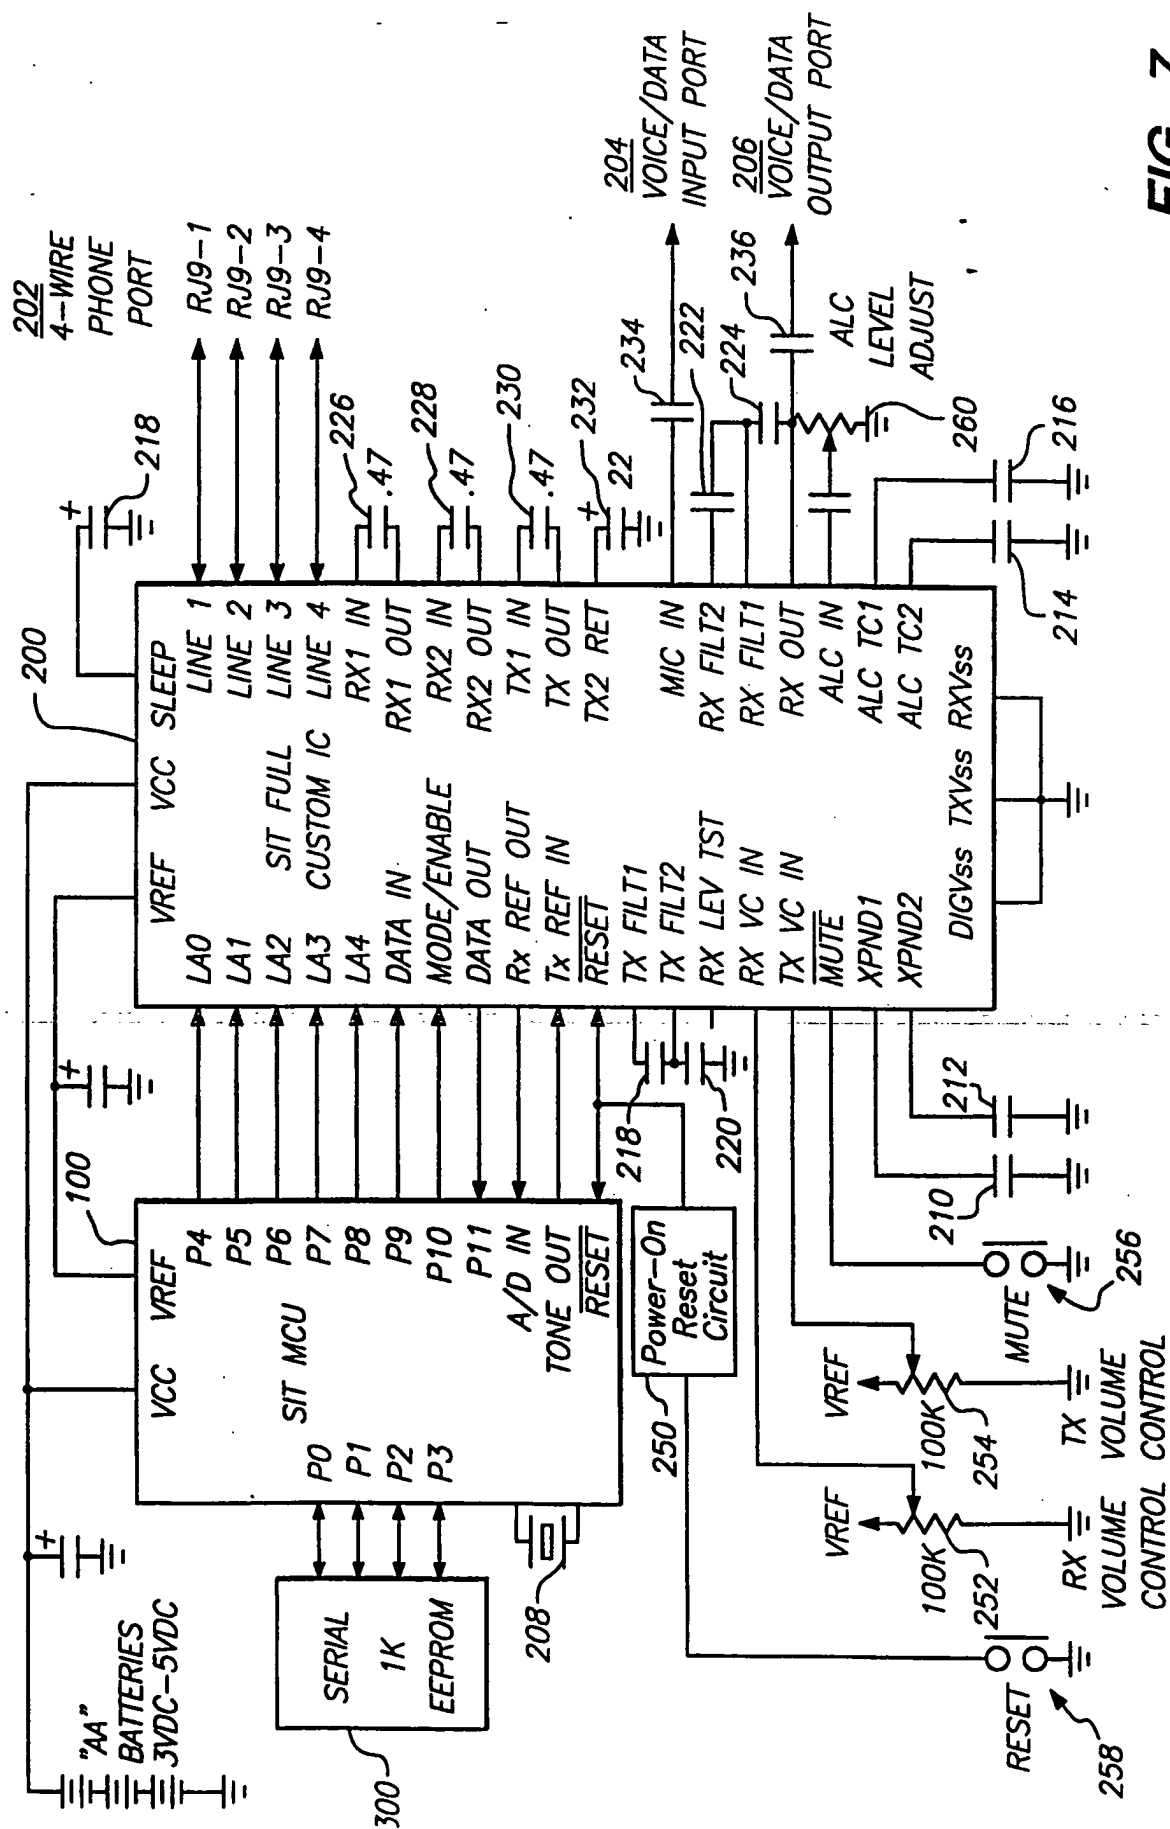 "AA"
BATTERIES
3VDC-5VDC
SERIAL
1K
EEPROM
300
208
100
VCC
VREF
SIT MCU
P0
P1
P2
P3
P4
P5
P6
P7
P8
P9
P10
P11
A/D IN
TONE OUT
RESET
Power-On
Reset
Circuit
250
200
VREF
VCC
SLEEP
SIT FULL
CUSTOM IC
LA0
LA1
LA2
LA3
LA4
DATA IN
MODE/ENABLE
DATA OUT
Rx REF OUT
Tx REF IN
RESET
TX FILT1
TX FILT2
RX LEV TST
RX VC IN
TX VC IN
MUTE
XPND1
XPND2
LINE 1
LINE 2
LINE 3
LINE 4
RX1 IN
RX1 OUT
RX2 IN
RX2 OUT
TX1 IN
TX OUT
TX2 RET
MIC IN
RX FILT2
RX FILT1
RX OUT
ALC IN
ALC TC1
ALC TC2
DIGVss
TXVss
RXVss
+
+
+
218
202
4-WIRE
PHONE
PORT
RJ9-1
RJ9-2
RJ9-3
RJ9-4
226
.47
228
.47
230
.47
232
+
22
234
222
224
236
204
VOICE/DATA
INPUT PORT
206
VOICE/DATA
OUTPUT PORT
ALC
LEVEL
ADJUST
260
216
214
218
220
212
210
MUTE
256
VREF
100K
254
TX
VOLUME
CONTROL
VREF
100K
252
RX
VOLUME
CONTROL
RESET
258
FIG. 7